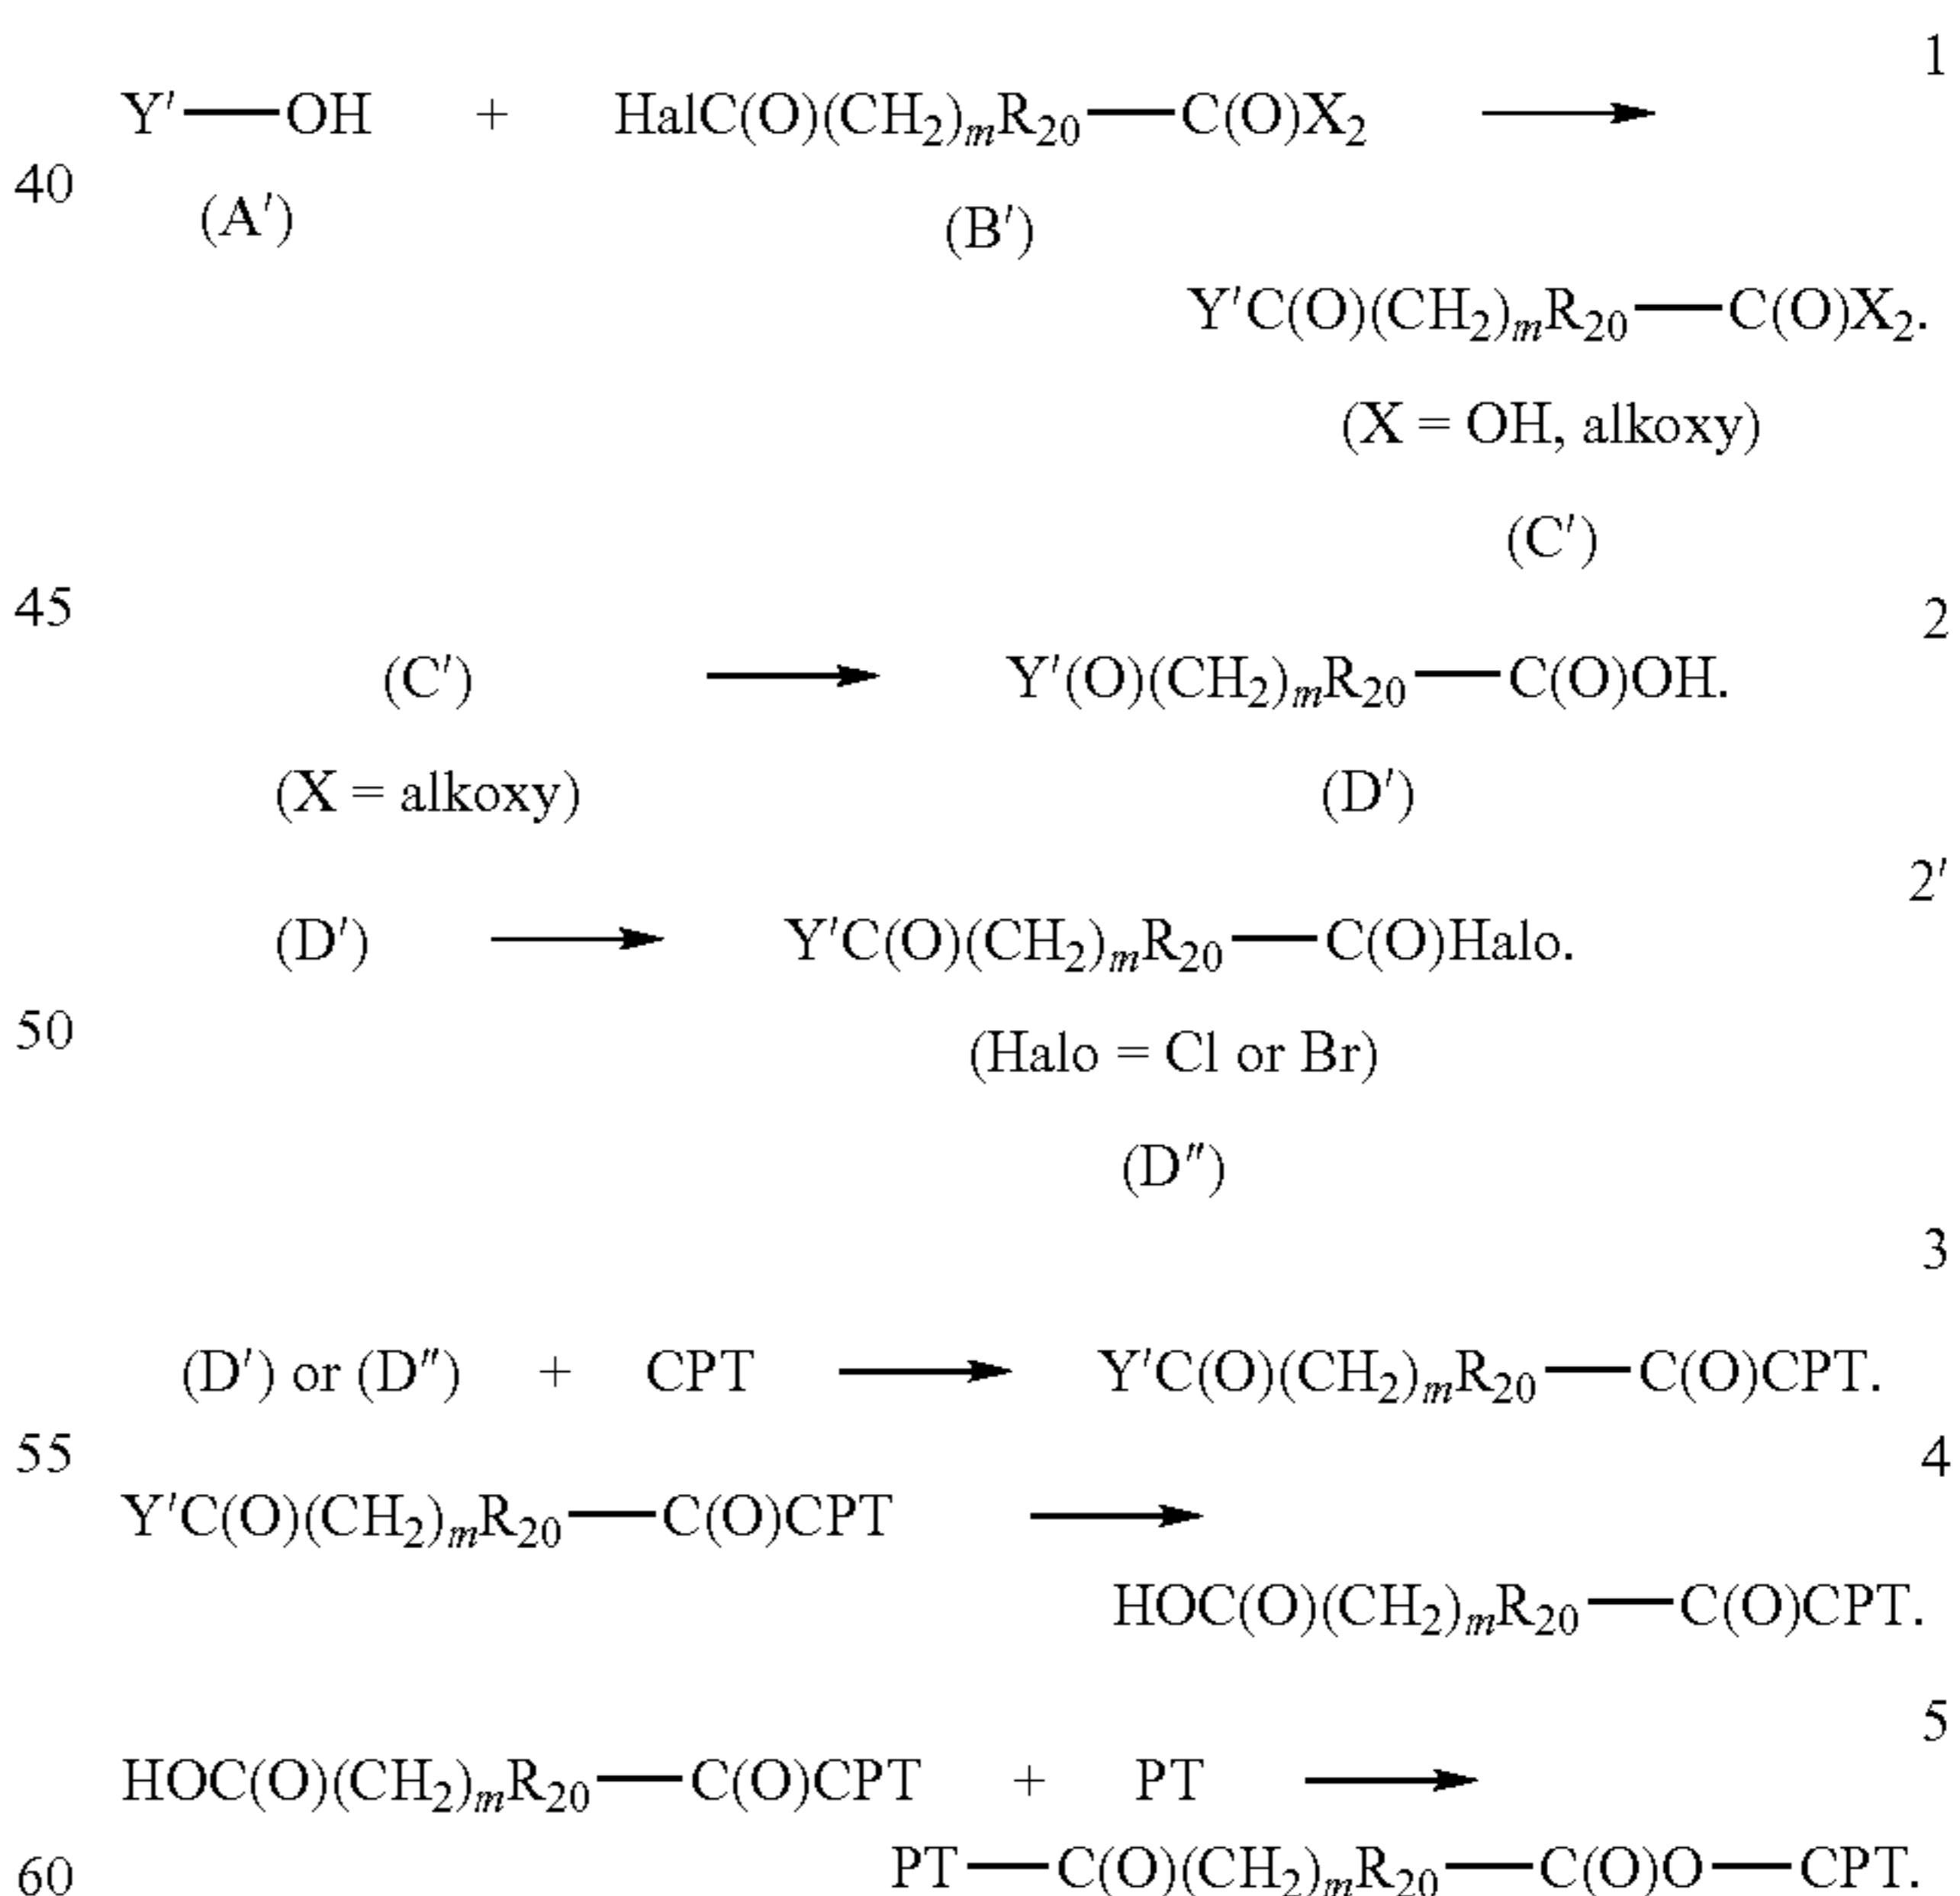 1
Y′—OH + HalC(O)(CH₂)ₘR₂₀—C(O)X₂ →
40
(A′) (B′)
Y′C(O)(CH₂)ₘR₂₀—C(O)X₂.
(X = OH, alkoxy)
(C′)
45 2
(C′) → Y′(O)(CH₂)ₘR₂₀—C(O)OH.
(X = alkoxy) (D′)
2′
(D′) → Y′C(O)(CH₂)ₘR₂₀—C(O)Halo.
50
(Halo = Cl or Br)
(D″)
3
(D′) or (D″) + CPT → Y′C(O)(CH₂)ₘR₂₀—C(O)CPT.
55 4
Y′C(O)(CH₂)ₘR₂₀—C(O)CPT →
HOC(O)(CH₂)ₘR₂₀—C(O)CPT.
5
HOC(O)(CH₂)ₘR₂₀—C(O)CPT + PT →
60 PT—C(O)(CH₂)ₘR₂₀—C(O)O—CPT.